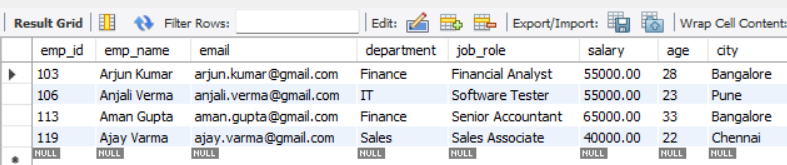 Result Grid Filter Rows: Edit: Export/Import: Wrap Cell Content:
emp_id emp_name email department job_role salary age city
103 Arjun Kumar arjun.kumar@gmail.com Finance Financial Analyst 55000.00 28 Bangalore
106 Anjali Verma anjali.verma@gmail.com IT Software Tester 55000.00 23 Pune
113 Aman Gupta aman.gupta@gmail.com Finance Senior Accountant 65000.00 33 Bangalore
119 Ajay Varma ajay.varma@gmail.com Sales Sales Associate 40000.00 22 Chennai
NULL NULL NULL NULL NULL NULL NULL NULL